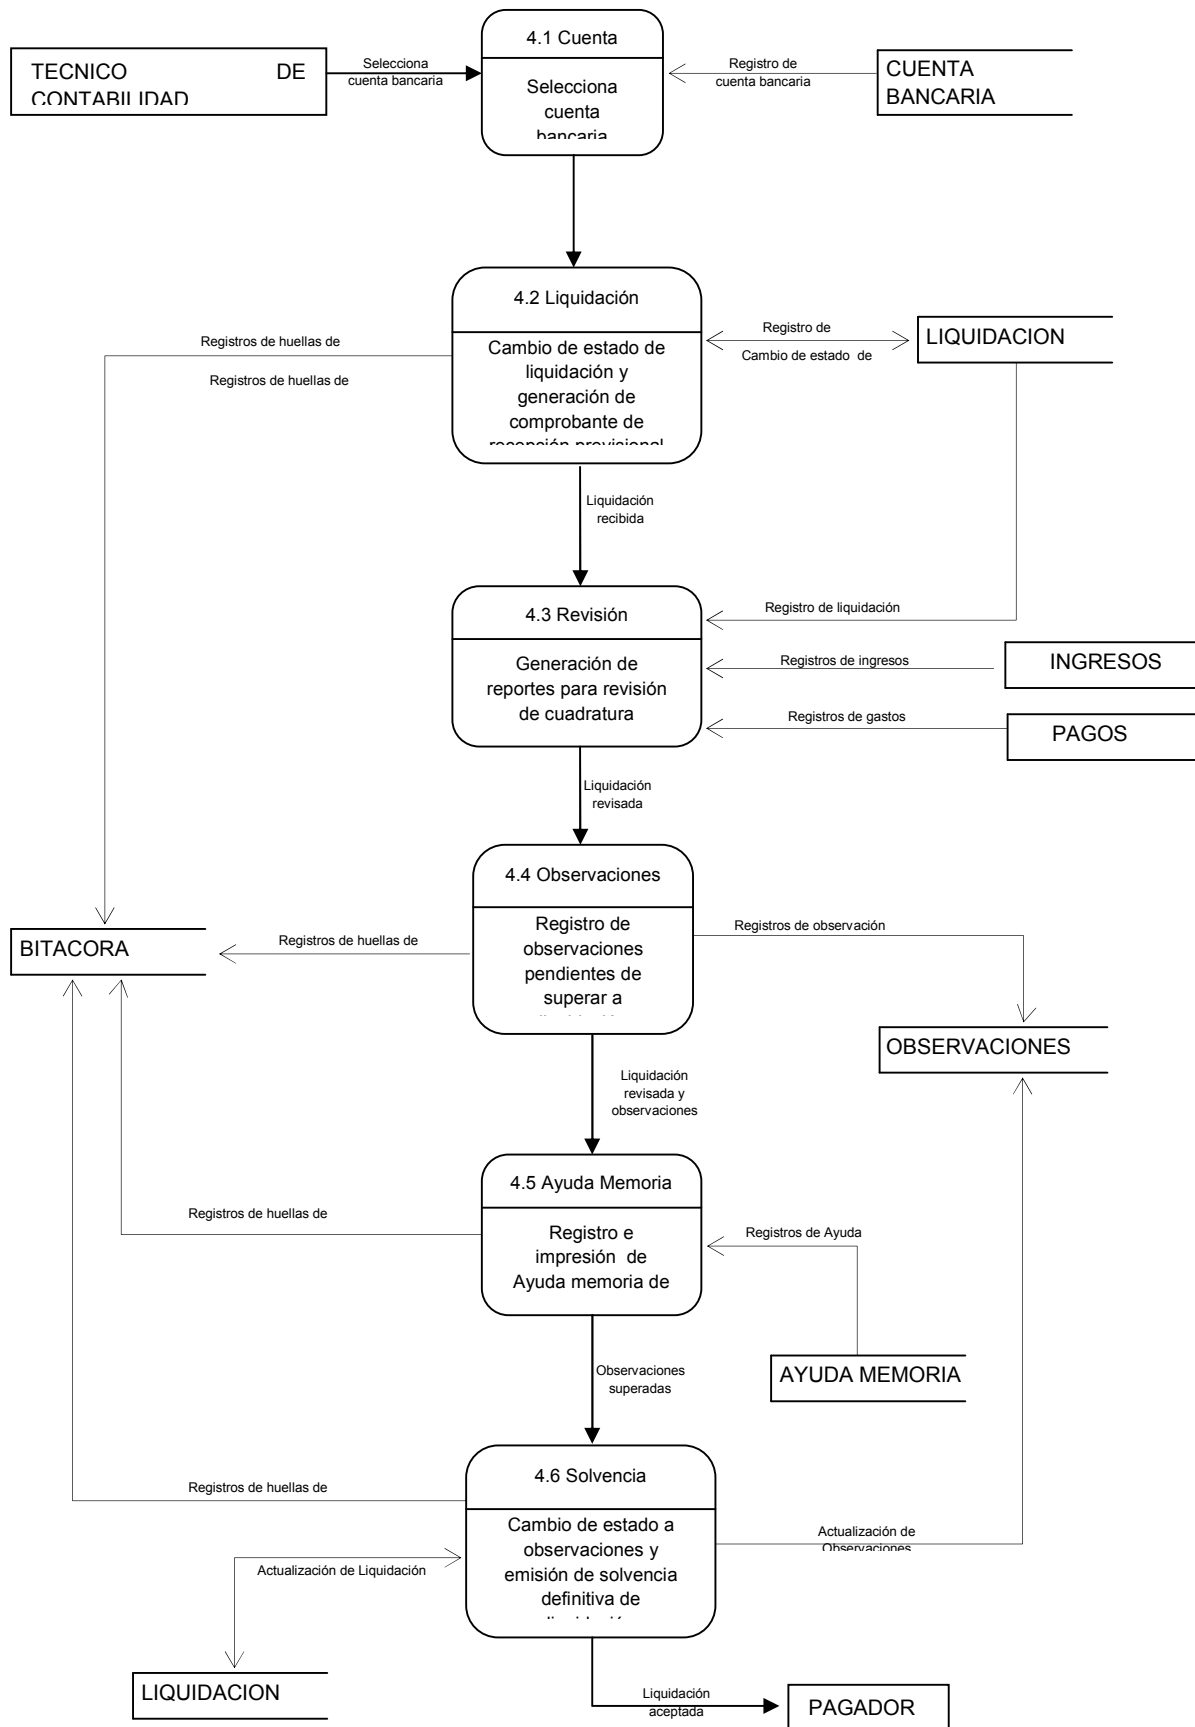 4.1 Cuenta
TECNICO DE
CONTABILIDAD
Selecciona
cuenta bancaria
Selecciona
cuenta
bancaria
Registro de
cuenta bancaria
CUENTA
BANCARIA
4.2 Liquidación
Cambio de estado de
liquidación y
generación de
comprobante de
recepción provisional
Registros de huellas de
Registros de huellas de
Registro de
Cambio de estado de
LIQUIDACION
Liquidación
recibida
4.3 Revisión
Generación de
reportes para revisión
de cuadratura
Registro de liquidación
Registros de ingresos
INGRESOS
Registros de gastos
PAGOS
Liquidación
revisada
4.4 Observaciones
Registro de
observaciones
pendientes de
superar a
BITACORA
Registros de huellas de
Registros de observación
OBSERVACIONES
Liquidación
revisada y
observaciones
4.5 Ayuda Memoria
Registro e
impresión de
Ayuda memoria de
Registros de huellas de
Registros de Ayuda
AYUDA MEMORIA
Observaciones
superadas
4.6 Solvencia
Cambio de estado a
observaciones y
emisión de solvencia
definitiva de
Registros de huellas de
Actualización de
Observaciones
Actualización de Liquidación
LIQUIDACION
Liquidación
aceptada
PAGADOR